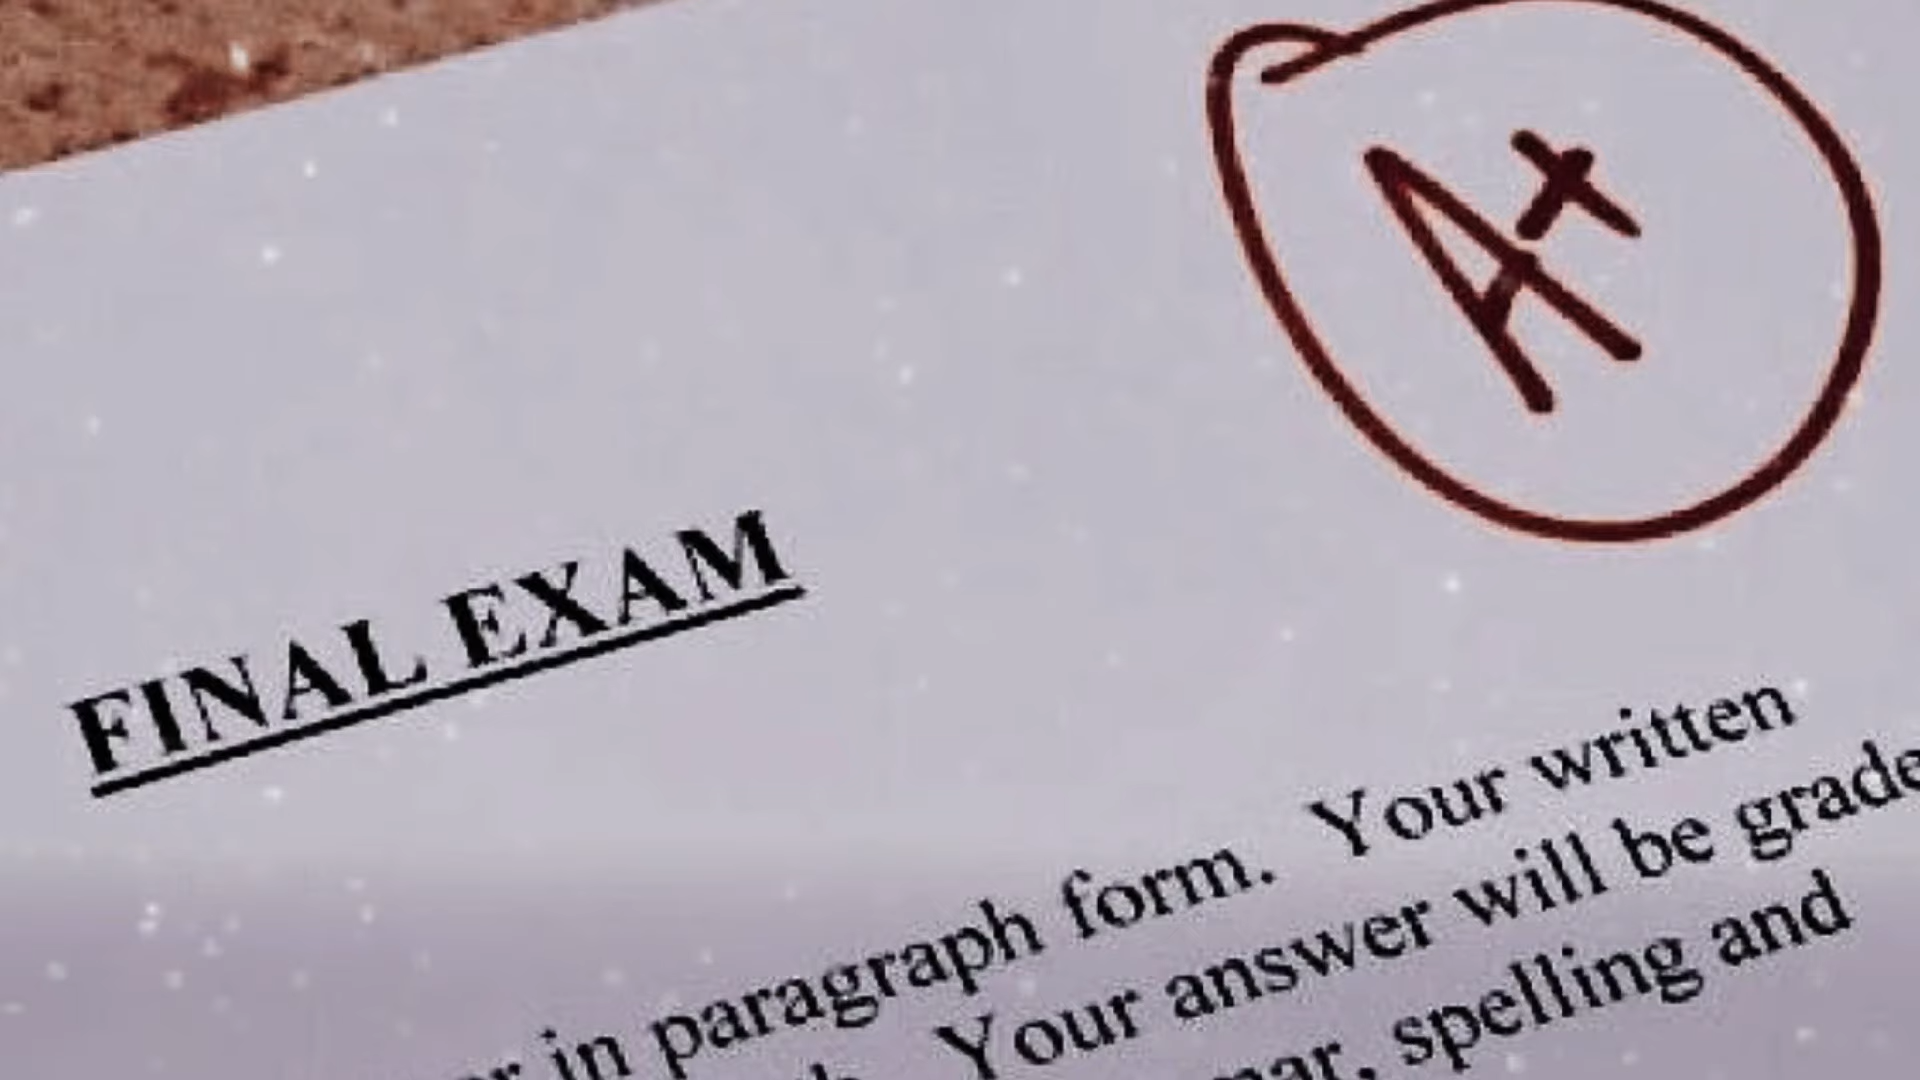 A+
FINAL EXAM
in paragraph form. Your written
Your answer will be
spelling and